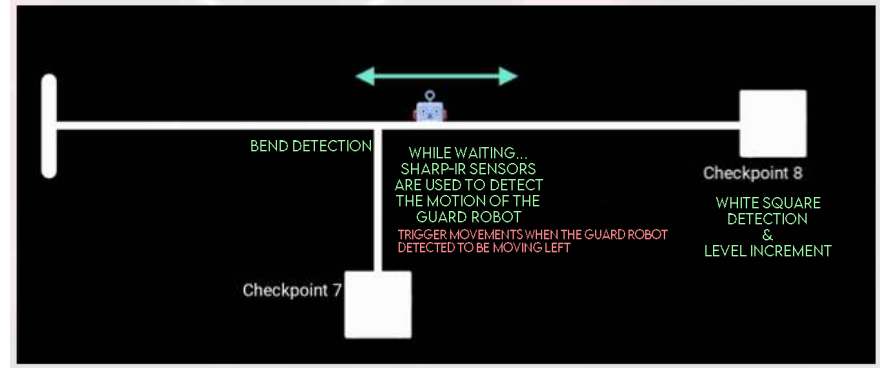 BEND DETECTION
WHILE WAITING...
SHARP-IR SENSORS
ARE USED TO DETECT
THE MOTION OF THE
GUARD ROBOT
TRIGGER MOVEMENTS WHEN THE GUARD ROBOT
DETECTED TO BE MOVING LEFT
Checkpoint 8
WHITE SQUARE
DETECTION
&
LEVEL INCREMENT
Checkpoint 7